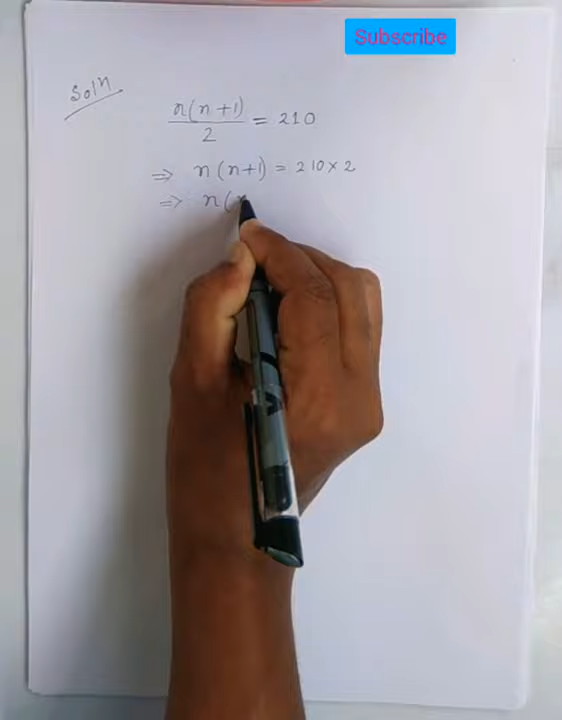 Subscribe
Solⁿ
n(n+1)/2 = 210
⇒ n(n+1) = 210×2
⇒ n(